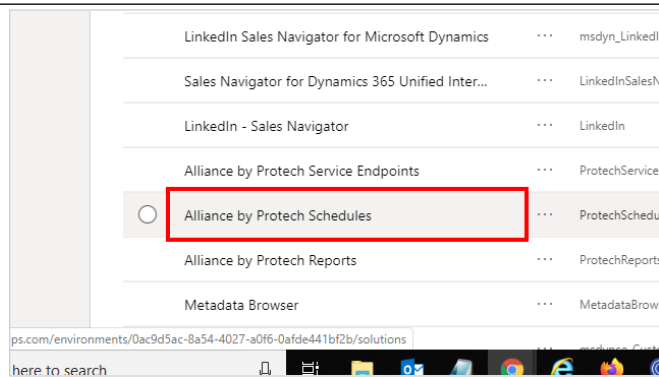 LinkedIn Sales Navigator for Microsoft Dynamics ... msdyn_LinkedI
Sales Navigator for Dynamics 365 Unified Inter... ... LinkedInSalesN
LinkedIn - Sales Navigator ... LinkedIn
Alliance by Protech Service Endpoints ... ProtechService
Alliance by Protech Schedules ... ProtechSchedu
Alliance by Protech Reports ... ProtechReports
Metadata Browser ... MetadataBrow
ps.com/environments/0ac9d5ac-8a54-4027-a0f6-0afde441bf2b/solutions
here to search